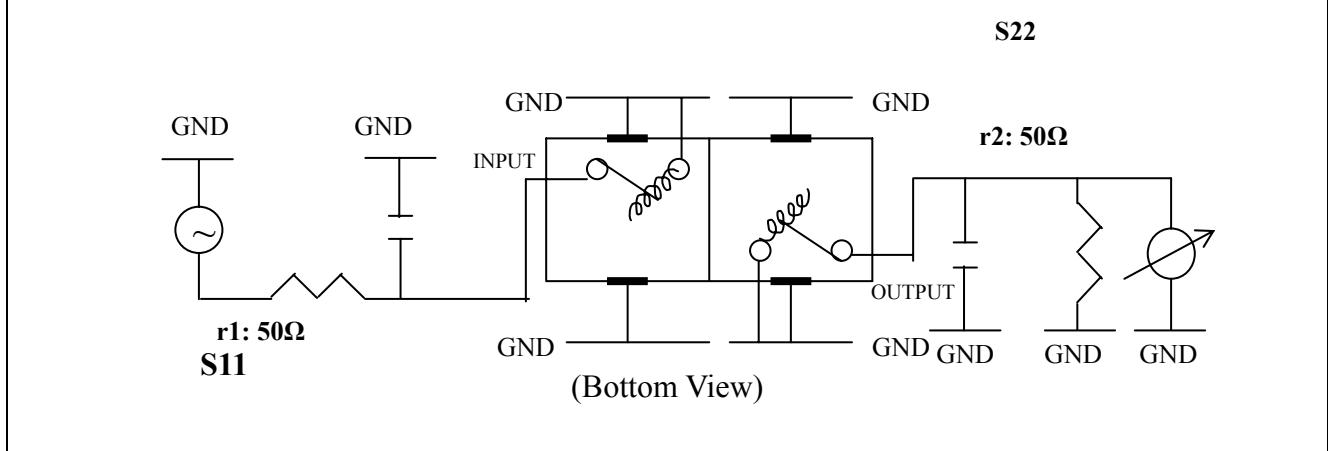 S22
GND
GND
GND
GND
r2: 50Ω
INPUT
OUTPUT
r1: 50Ω
S11
GND
GND
GND
GND
GND
(Bottom View)